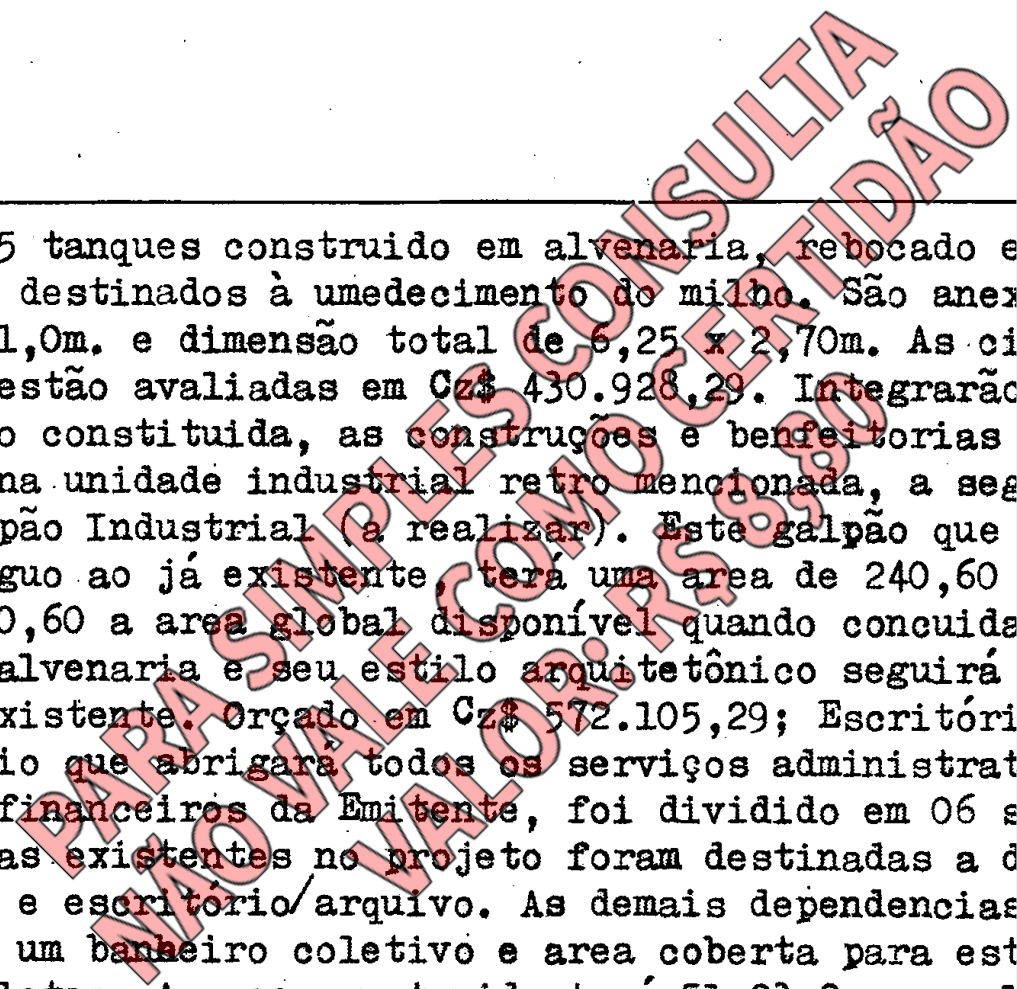 5 tanques construido em alvenaria, rebocado e
destinados à umedecimento do milho. São anex
1,0m. e dimensão total de 6,25 x 2,70m. As ci
estão avaliadas em Cz$ 430.928,29. Integrarão
o constituida, as construções e benfeitorias
na unidade industrial retro mencionada, a seg
pão Industrial (a realizar). Este galpão que
guo ao já existente, terá uma area de 240,60
0,60 a area global disponível quando concuida
alvenaria e seu estilo arquitetônico seguirá
xistente. Orçado em Cz$ 572.105,29; Escritóri
io que abrigará todos os serviços administrat
financeiros da Emitente, foi dividido em 06 s
as existentes no projeto foram destinadas a d
e escritório/arquivo. As demais dependencias
um banheiro coletivo e area coberta para est
PARA SIMPLES CONSULTA
NÃO VALE COMO CERTIDÃO
VALOR: R$ 8,80